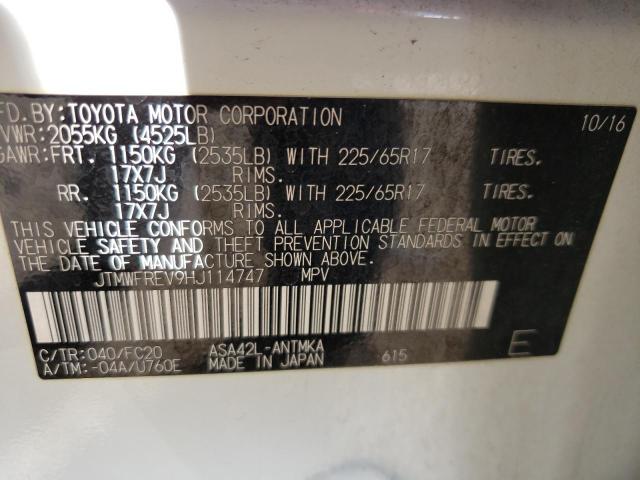 FD.BY:TOYOTA MOTOR CORPORATION 10/16
VWR:2055KG (4525LB)
GAWR:FRT. 1150KG (2535LB) WITH 225/65R17 TIRES.
17X7J RIMS.
RR. 1150KG (2535LB) WITH 225/65R17 TIRES.
17X7J RIMS.
THIS VEHICLE CONFORMS TO ALL APPLICABLE FEDERAL MOTOR
VEHICLE SAFETY AND THEFT PREVENTION STANDARDS IN EFFECT ON
THE DATE OF MANUFACTURE SHOWN ABOVE.
JTMWFREV9HJ114747 MPV
C/TR:040/FC20 ASA42L-ANTMKA 615 E
A/TM:-04A/U760E MADE IN JAPAN